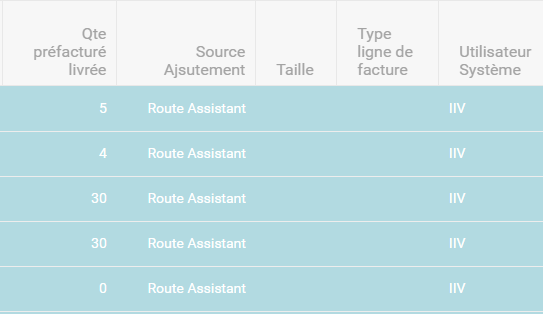 Qte préfacturé livrée
Source Ajsutement
Taille
Type ligne de facture
Utilisateur Système
5 Route Assistant IIV
4 Route Assistant IIV
30 Route Assistant IIV
30 Route Assistant IIV
0 Route Assistant IIV